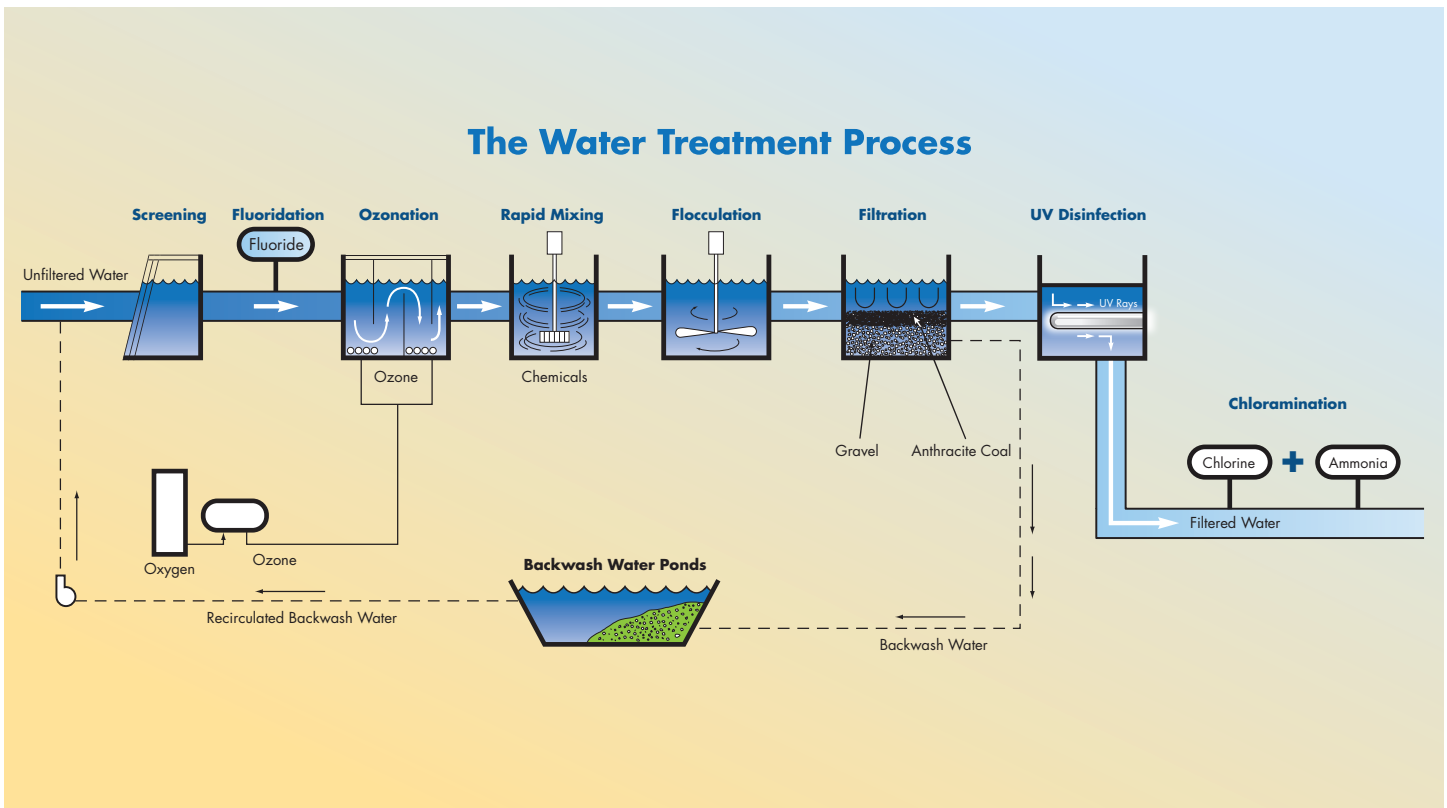 The Water Treatment Process
Screening
Fluoridation
Ozonation
Rapid Mixing
Flocculation
Filtration
UV Disinfection
Fluoride
Unfiltered Water
UV Rays
Ozone
Chemicals
Chloramination
Gravel
Anthracite Coal
Chlorine
+
Ammonia
Filtered Water
Oxygen
Ozone
Backwash Water Ponds
Recirculated Backwash Water
Backwash Water